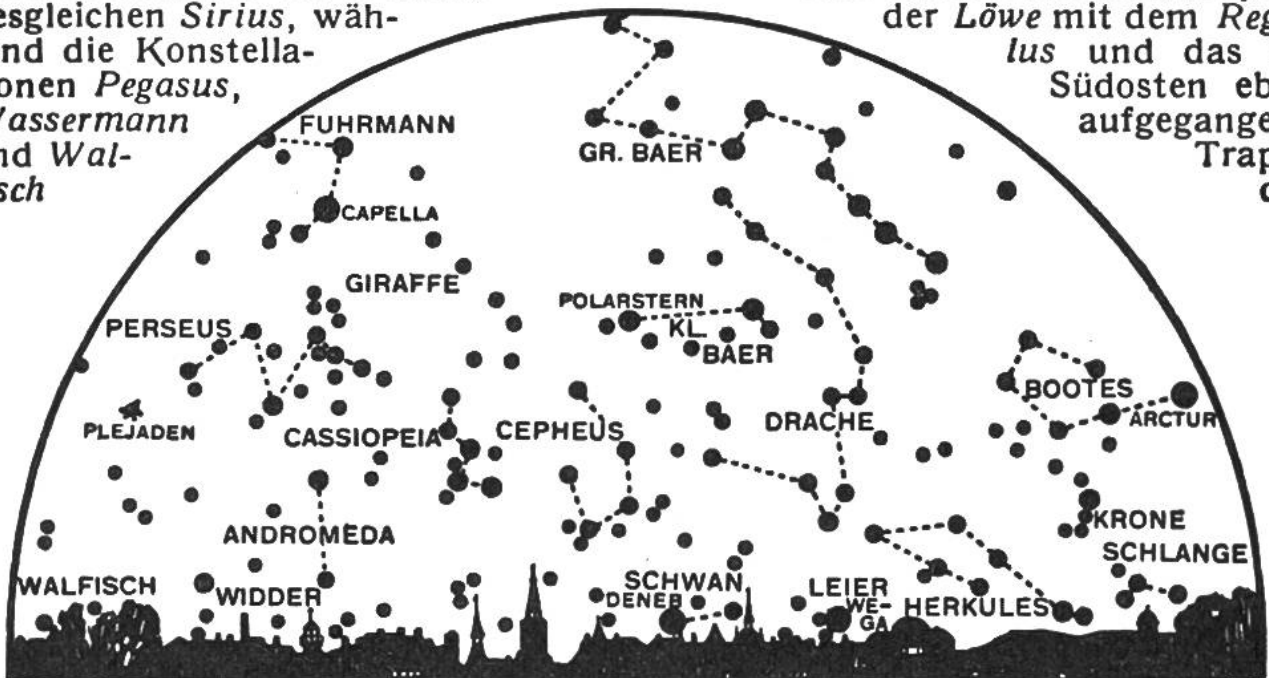 esgleichen Sirius, wäh-
nd die Konstella-
onen Pegasus,
Wassermann
nd Wal-
sch
der Löwe mit dem Reg
lus und das
Südosten eb
aufgegange
Trap
FUHRMANN
GR. BAER
CAPELLA
GIRAFFE
POLARSTERN
KL.
BAER
PERSEUS
BOOTES
ARCTUR
PLEJADEN
CASSIOPEIA
CEPHEUS
DRACHE
ANDROMEDA
KRONE
SCHLANGE
WALFISCH
WIDDER
SCHWAN
DENEB
LEIER
WE-
GA
HERKULES